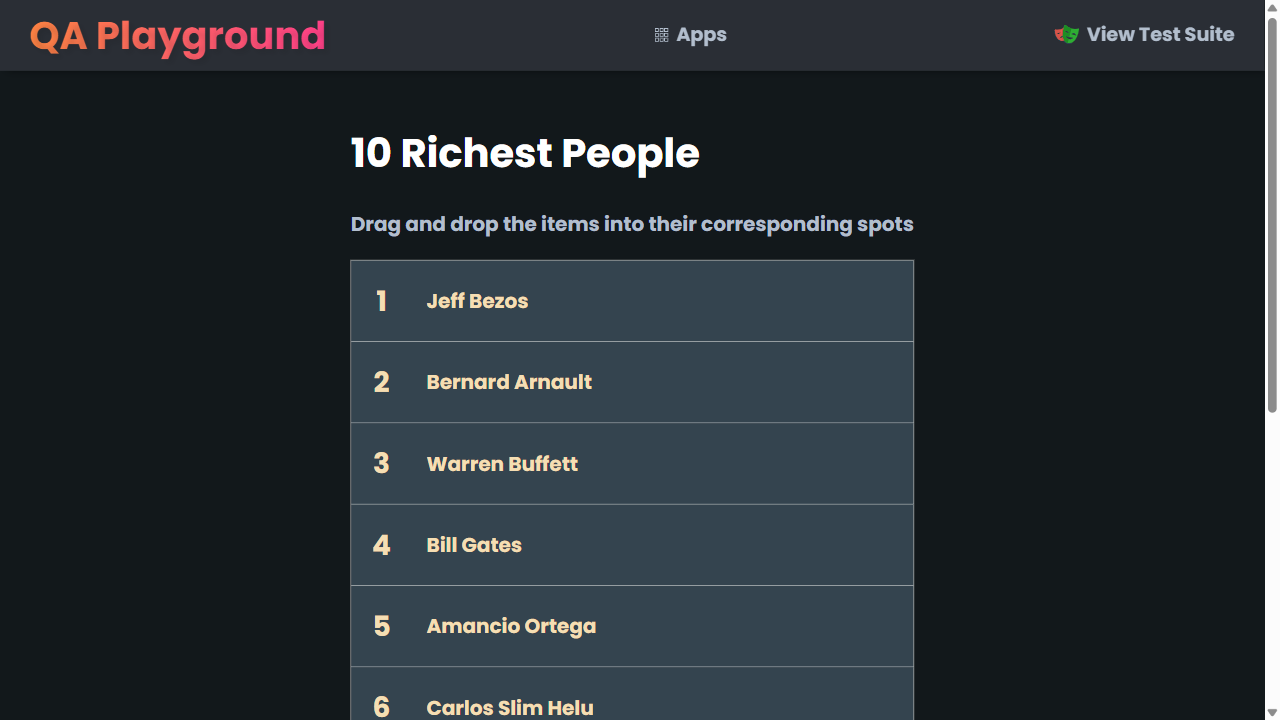 QA Playground
Apps
View Test Suite
10 Richest People
Drag and drop the items into their corresponding spots
1 Jeff Bezos
2 Bernard Arnault
3 Warren Buffett
4 Bill Gates
5 Amancio Ortega
6 Carlos Slim Helu